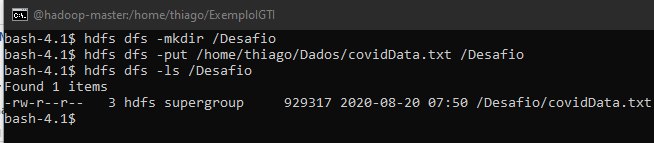 @hadoop-master:/home/thiago/ExemploIGTI
bash-4.1$ hdfs dfs -mkdir /Desafio
bash-4.1$ hdfs dfs -put /home/thiago/Dados/covidData.txt /Desafio
bash-4.1$ hdfs dfs -ls /Desafio
Found 1 items
-rw-r--r--   3 hdfs supergroup     929317 2020-08-20 07:50 /Desafio/covidData.txt
bash-4.1$